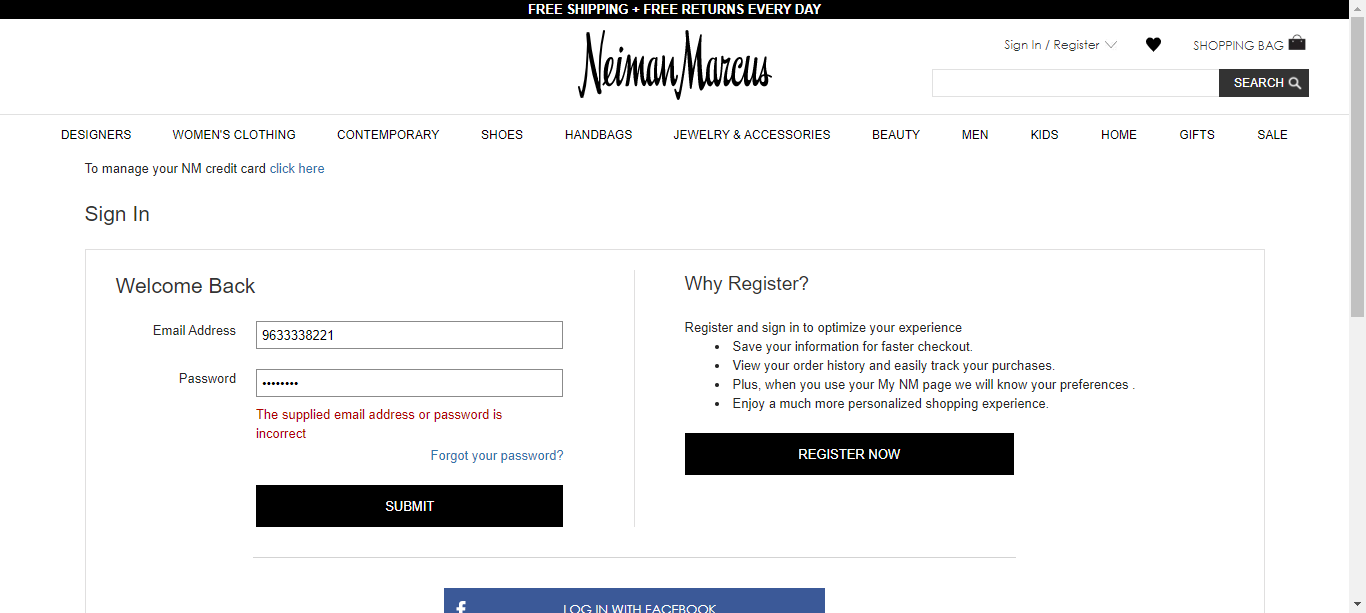 FREE SHIPPING + FREE RETURNS EVERY DAY
Neiman Marcus
Sign In / Register
SHOPPING BAG
SEARCH
DESIGNERS WOMEN'S CLOTHING CONTEMPORARY SHOES HANDBAGS JEWELRY & ACCESSORIES BEAUTY MEN KIDS HOME GIFTS SALE
To manage your NM credit card click here
Sign In
Welcome Back
Email Address 9633338221
Password ••••••••
The supplied email address or password is
incorrect
Forgot your password?
SUBMIT
Why Register?
Register and sign in to optimize your experience
• Save your information for faster checkout.
• View your order history and easily track your purchases.
• Plus, when you use your My NM page we will know your preferences .
• Enjoy a much more personalized shopping experience.
REGISTER NOW
f LOG IN WITH FACEBOOK